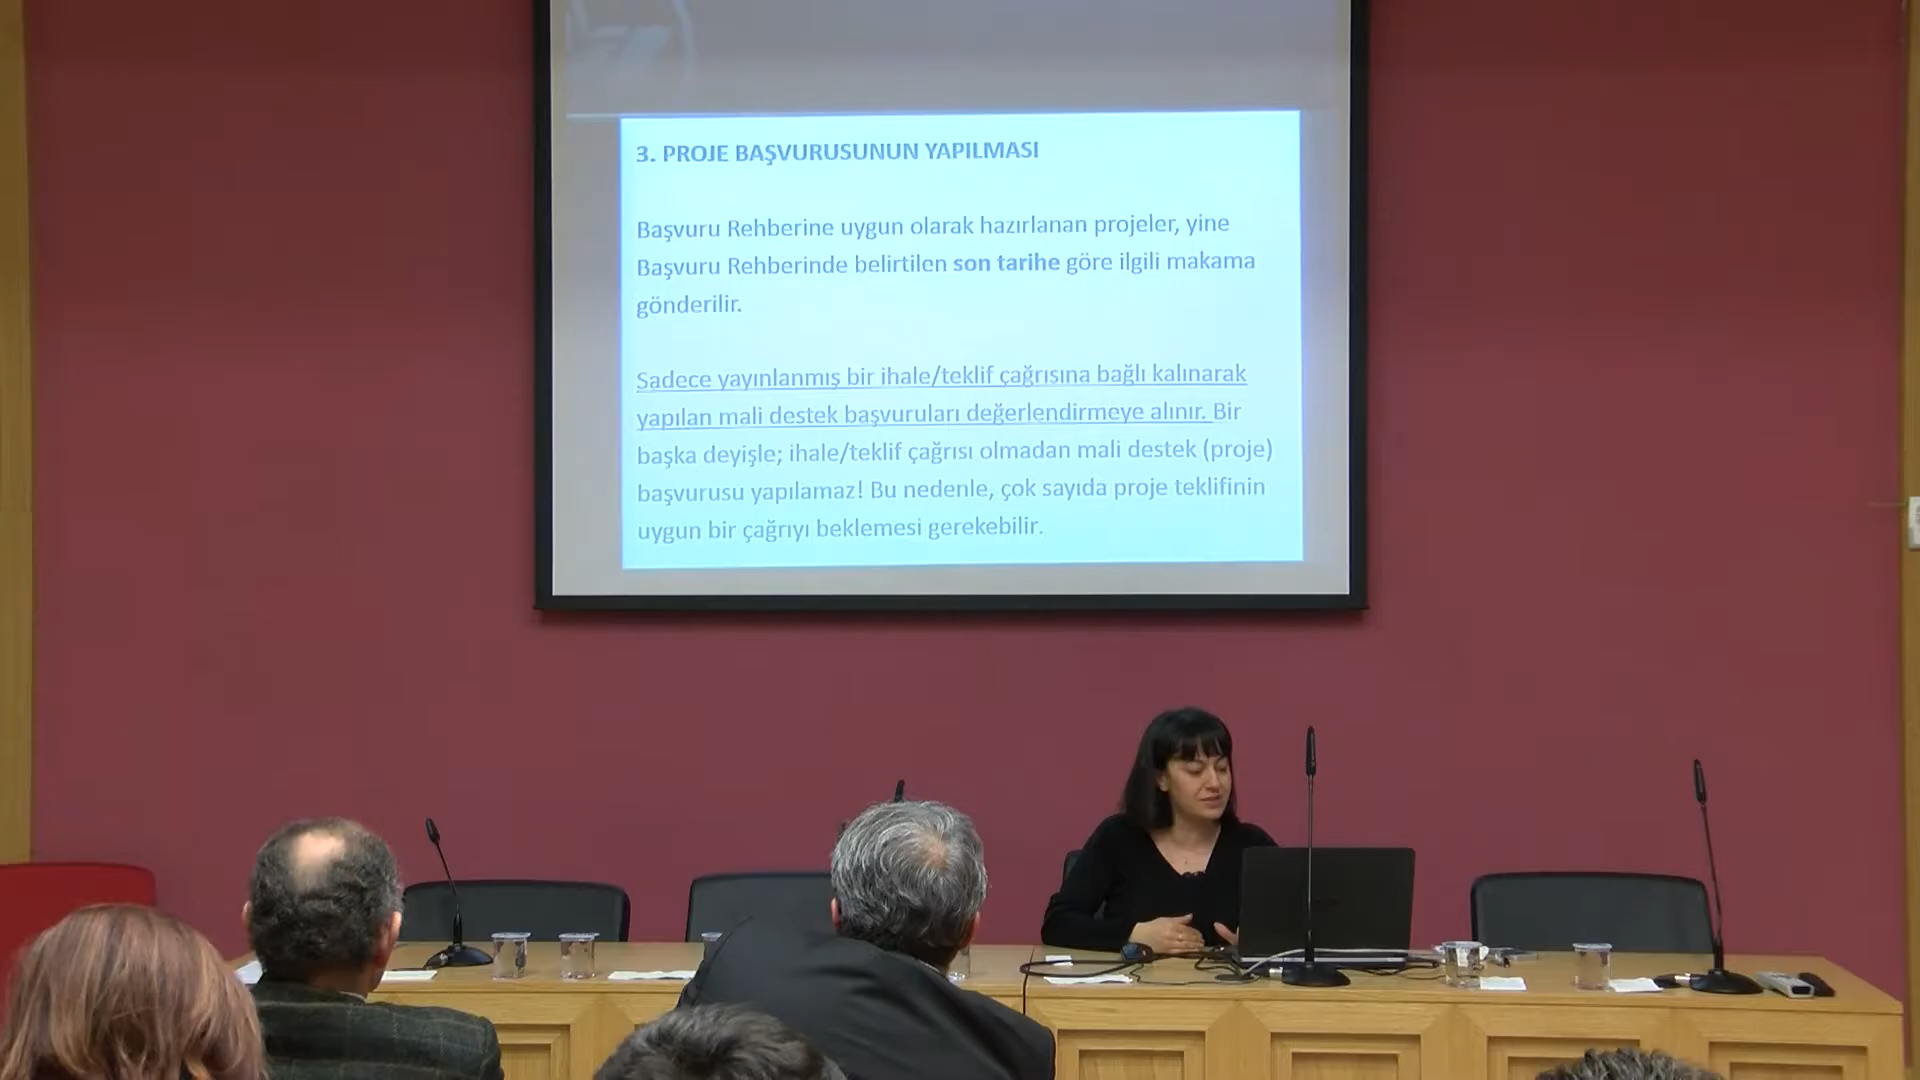 3. PROJE BAŞVURUSUNUN YAPILMASI
Başvuru Rehberine uygun olarak hazırlanan projeler, yine
Başvuru Rehberinde belirtilen son tarihe göre ilgili makama
gönderilir.
Sadece yayınlanmış bir ihale/teklif çağrısına bağlı kalınarak
yapılan mali destek başvuruları değerlendirmeye alınır. Bir
başka deyişle; ihale/teklif çağrısı olmadan mali destek (proje)
başvurusu yapılamaz! Bu nedenle, çok sayıda proje teklifinin
uygun bir çağrıyı beklemesi gerekebilir.